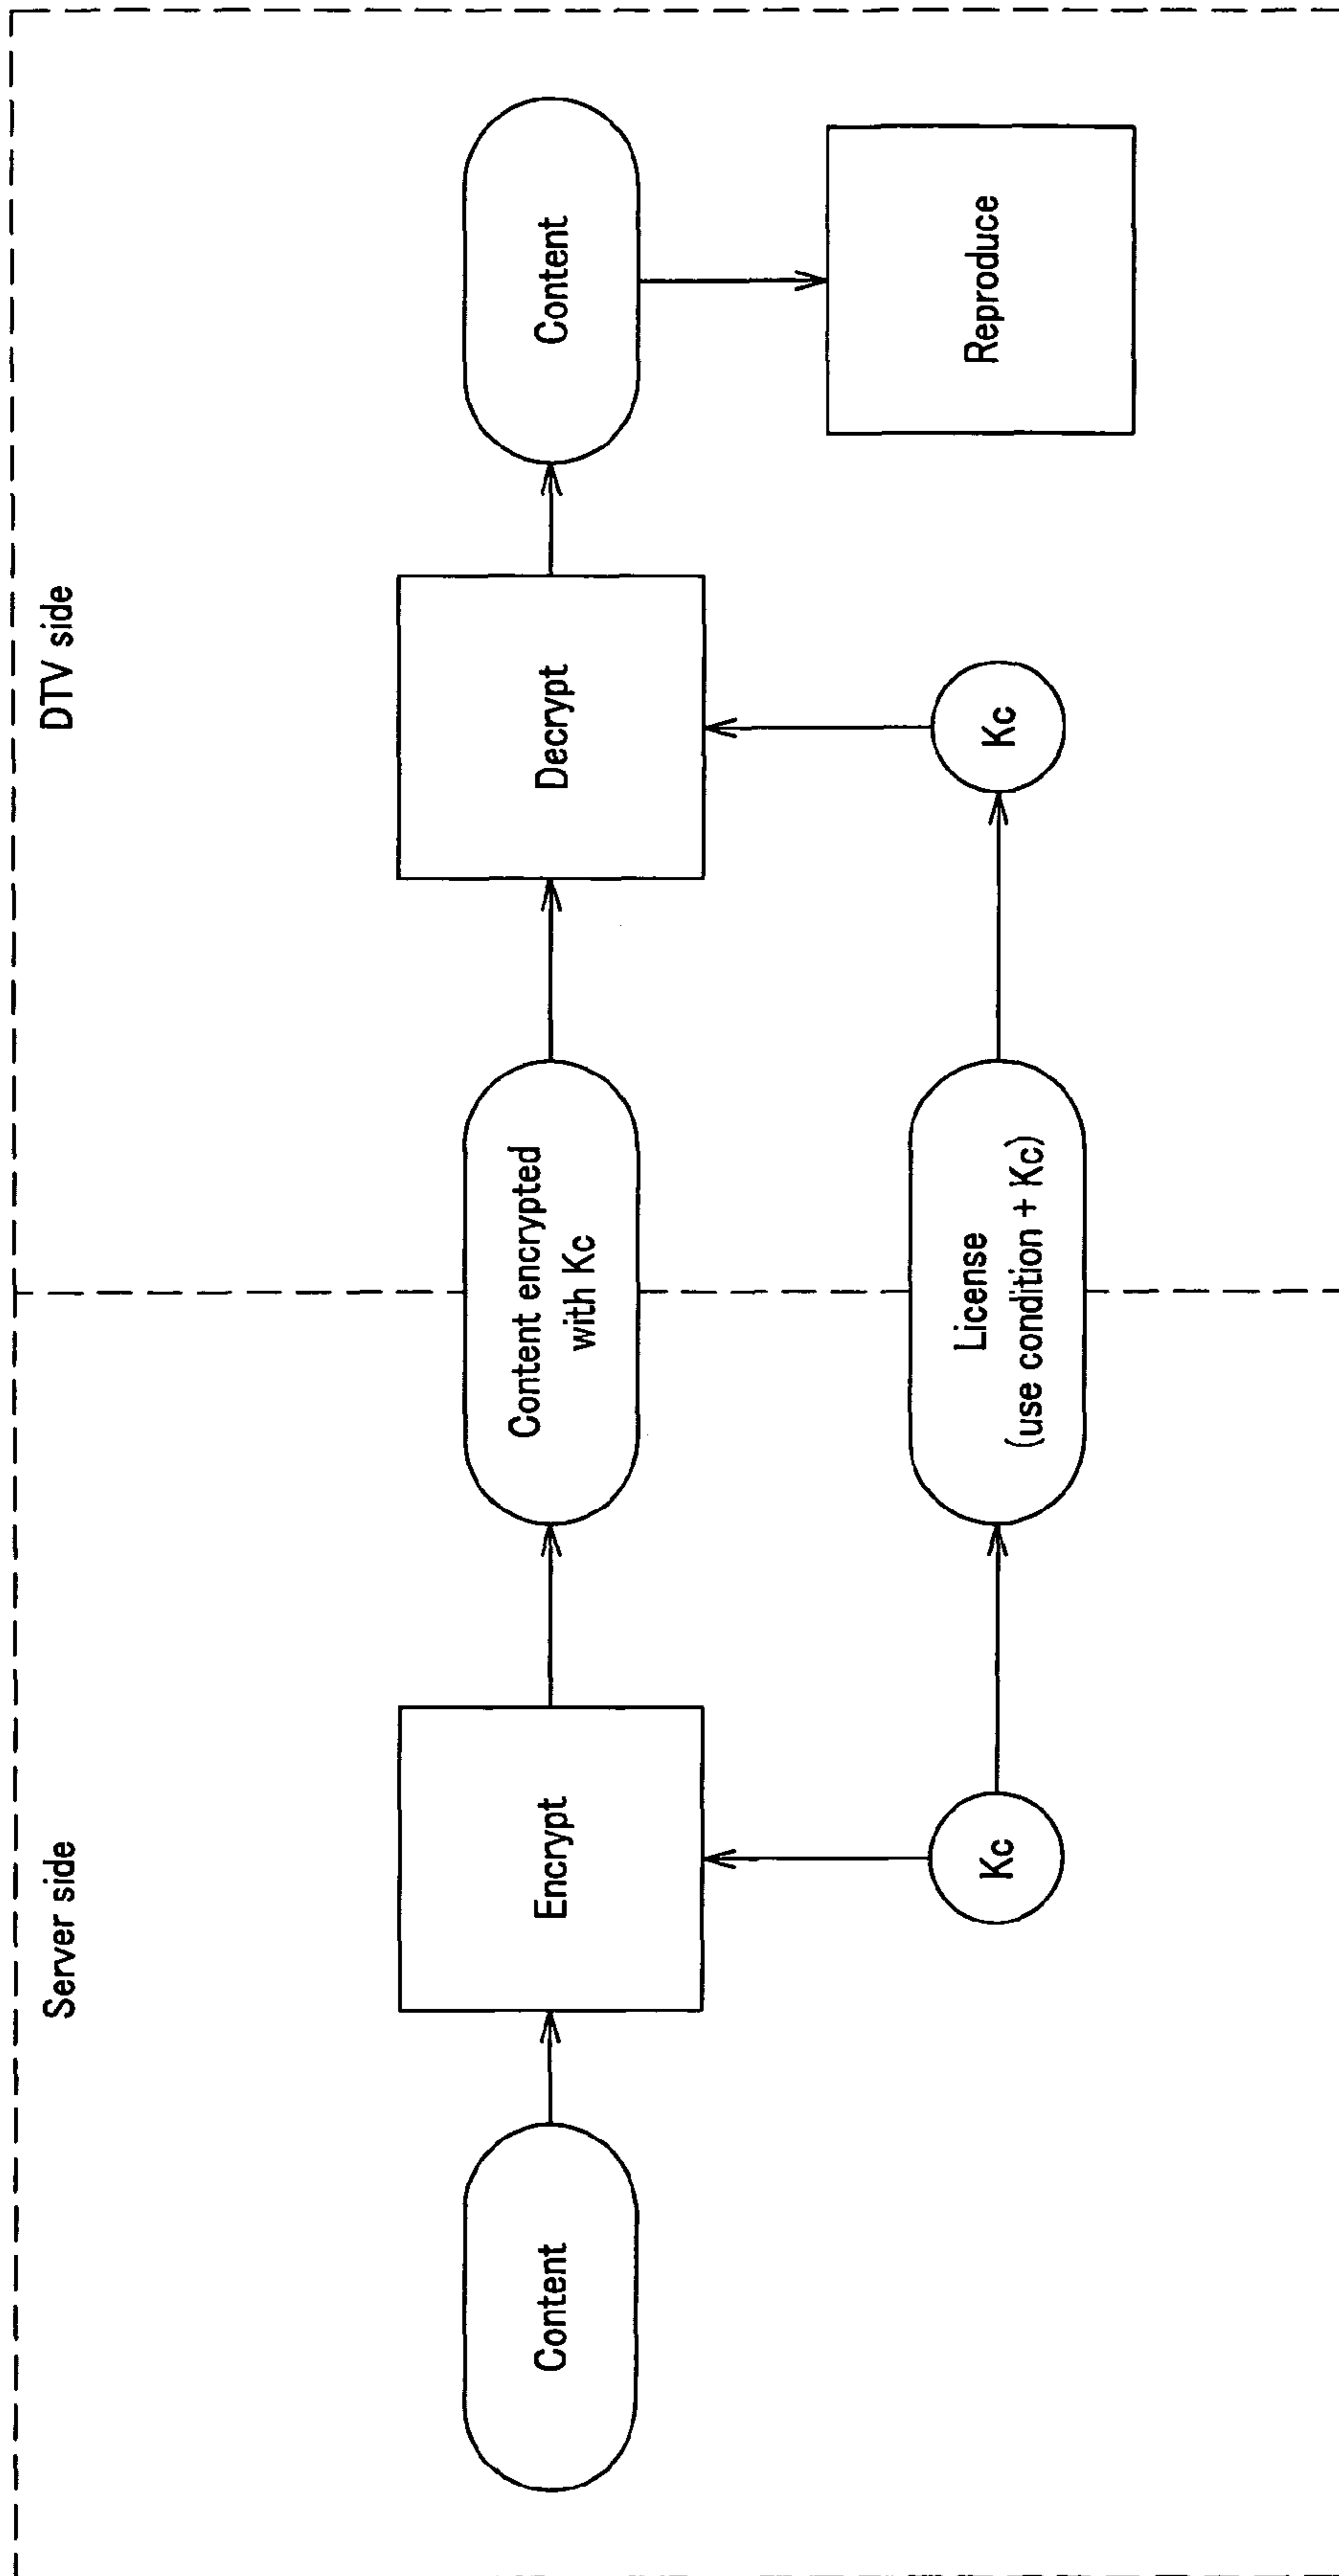 Server side
DTV side
Content
Encrypt
Content encrypted
with Kc
Decrypt
Content
Kc
License
(use condition + Kc)
Kc
Reproduce